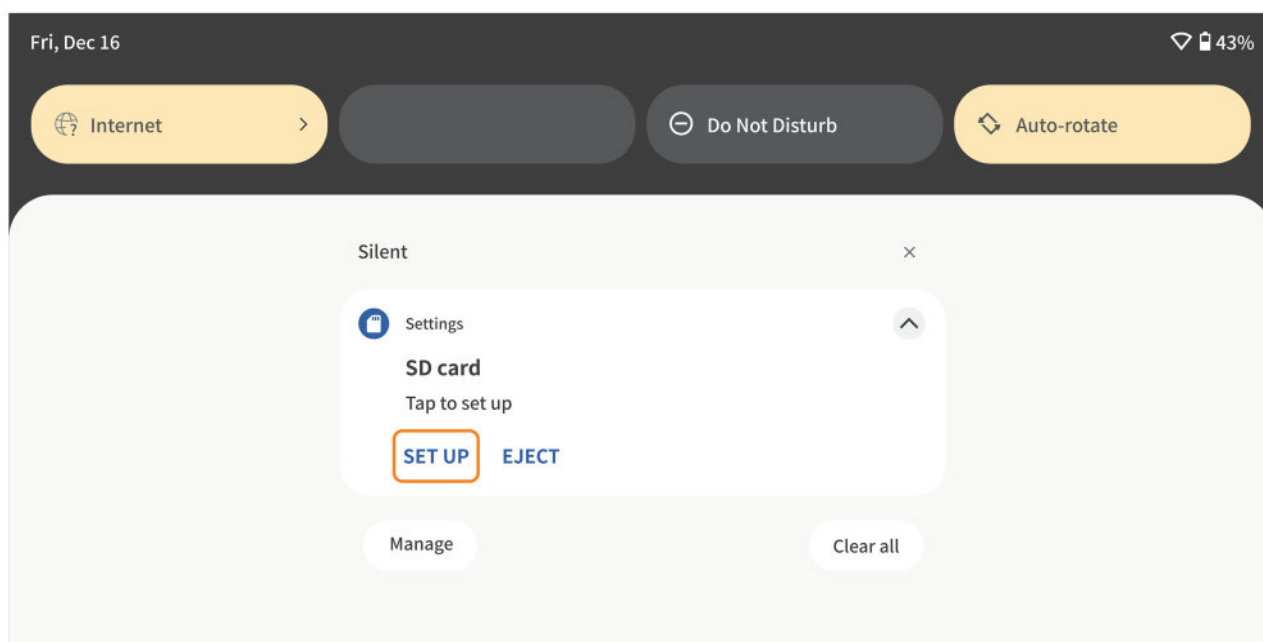 Fri, Dec 16
43%
Internet
Do Not Disturb
Auto-rotate
Silent
Settings
SD card
Tap to set up
SET UP EJECT
Manage
Clear all